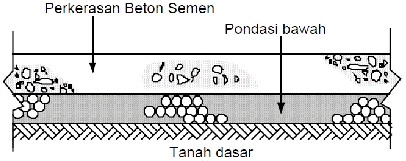 Perkerasan Beton Semen
Pondasi bawah
Tanah dasar